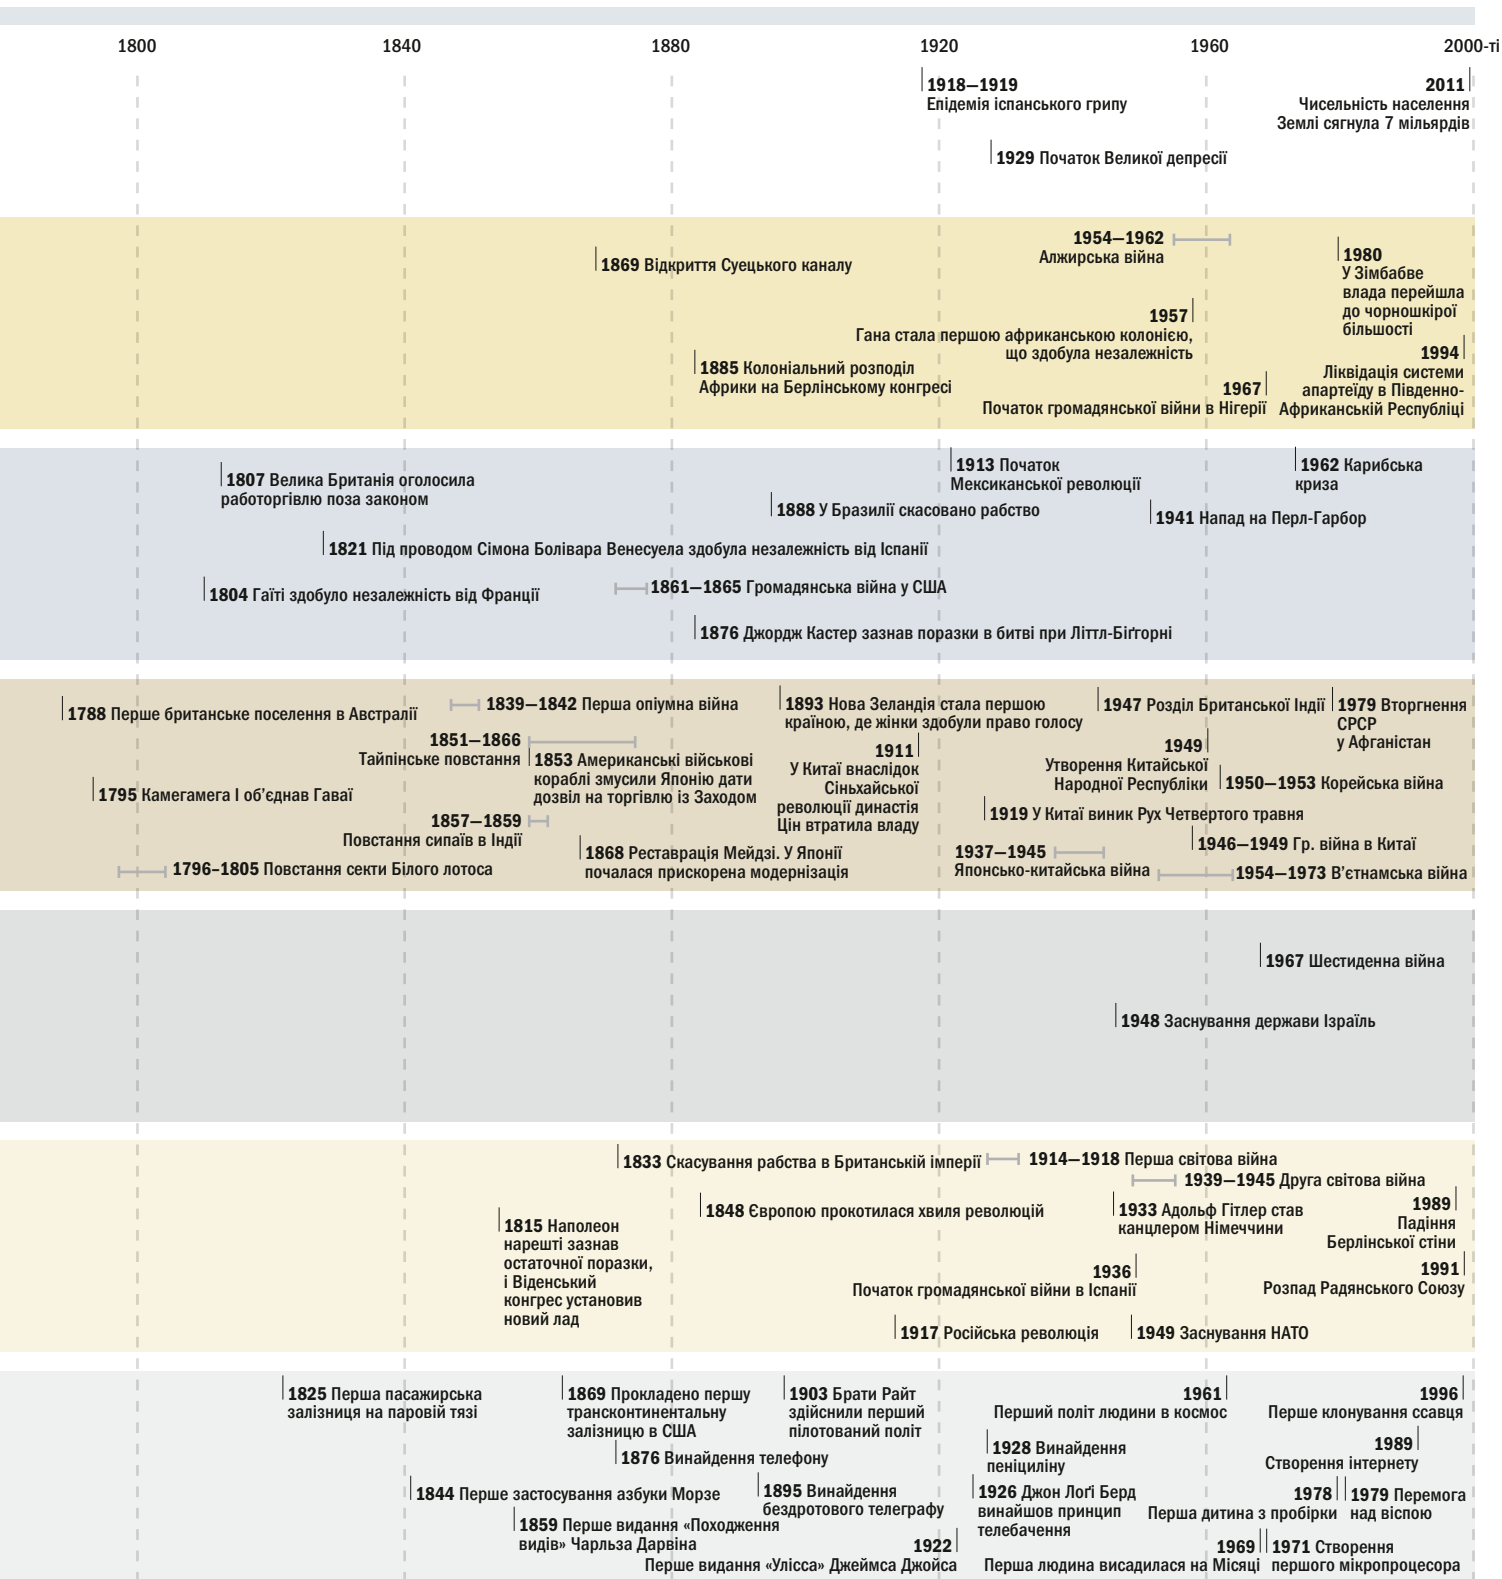 1800
1840
1880
1920
1960
2000-ті
1918–1919
Епідемія іспанського грипу
2011
Чисельність населення
Землі сягнула 7 мільярдів
1929 Початок Великої депресії
1869 Відкриття Суецького каналу
1954–1962
Алжирська війна
1980
У Зімбабве
влада перейшла
до чорношкірої
більшості
1957
Гана стала першою африканською колонією,
що здобула незалежність
1885 Колоніальний розподіл
Африки на Берлінському конгресі
1967
Початок громадянської війни в Нігерії
1994
Ліквідація системи
апартеїду в Південно-
Африканській Республіці
1807 Велика Британія оголосила
работоргівлю поза законом
1913 Початок
Мексиканської революції
1962 Карибська
криза
1888 У Бразилії скасовано рабство
1941 Напад на Перл-Гарбор
1821 Під проводом Сімона Болівара Венесуела здобула незалежність від Іспанії
1804 Гаїті здобуло незалежність від Франції
1861–1865 Громадянська війна у США
1876 Джордж Кастер зазнав поразки в битві при Літтл-Біґгорні
1788 Перше британське поселення в Австралії
1839–1842 Перша опіумна війна
1893 Нова Зеландія стала першою
країною, де жінки здобули право голосу
1947 Розділ Британської Індії
1979 Вторгнення
СРСР
у Афганістан
1851–1866
Тайпінське повстання
1853 Американські військові
кораблі змусили Японію дати
дозвіл на торгівлю із Заходом
1911
У Китаї внаслідок
Сіньхайської
революції династія
Цін втратила владу
1949
Утворення Китайської
Народної Республіки
1950–1953 Корейська війна
1795 Камегамега І об’єднав Гаваї
1919 У Китаї виник Рух Четвертого травня
1857–1859
Повстання сипаїв в Індії
1868 Реставрація Мейдзі. У Японії
почалася прискорена модернізація
1946–1949 Гр. війна в Китаї
1937–1945
Японсько-китайська війна
1796–1805 Повстання секти Білого лотоса
1954–1973 В’єтнамська війна
1967 Шестиденна війна
1948 Заснування держави Ізраїль
1833 Скасування рабства в Британській імперії
1914–1918 Перша світова війна
1939–1945 Друга світова війна
1848 Європою прокотилася хвиля революцій
1933 Адольф Гітлер став
канцлером Німеччини
1989
Падіння
Берлінської стіни
1815 Наполеон
нарешті зазнав
остаточної поразки,
і Віденський
конгрес установив
новий лад
1936
Початок громадянської війни в Іспанії
1991
Розпад Радянського Союзу
1917 Російська революція
1949 Заснування НАТО
1825 Перша пасажирська
залізниця на паровій тязі
1869 Прокладено першу
трансконтинентальну
залізницю в США
1903 Брати Райт
здійснили перший
пілотований політ
1961
Перший політ людини в космос
1996
Перше клонування ссавця
1876 Винайдення телефону
1928 Винайдення
пеніциліну
1989
Створення інтернету
1844 Перше застосування азбуки Морзе
1895 Винайдення
бездротового телеграфу
1926 Джон Лоґі Берд
винайшов принцип
телебачення
1978
Перша дитина з пробірки
1979 Перемога
над віспою
1859 Перше видання «Походження
видів» Чарльза Дарвіна
1922
Перше видання «Улісса» Джеймса Джойса
1969
Перша людина висадилася на Місяці
1971 Створення
першого мікропроцесора